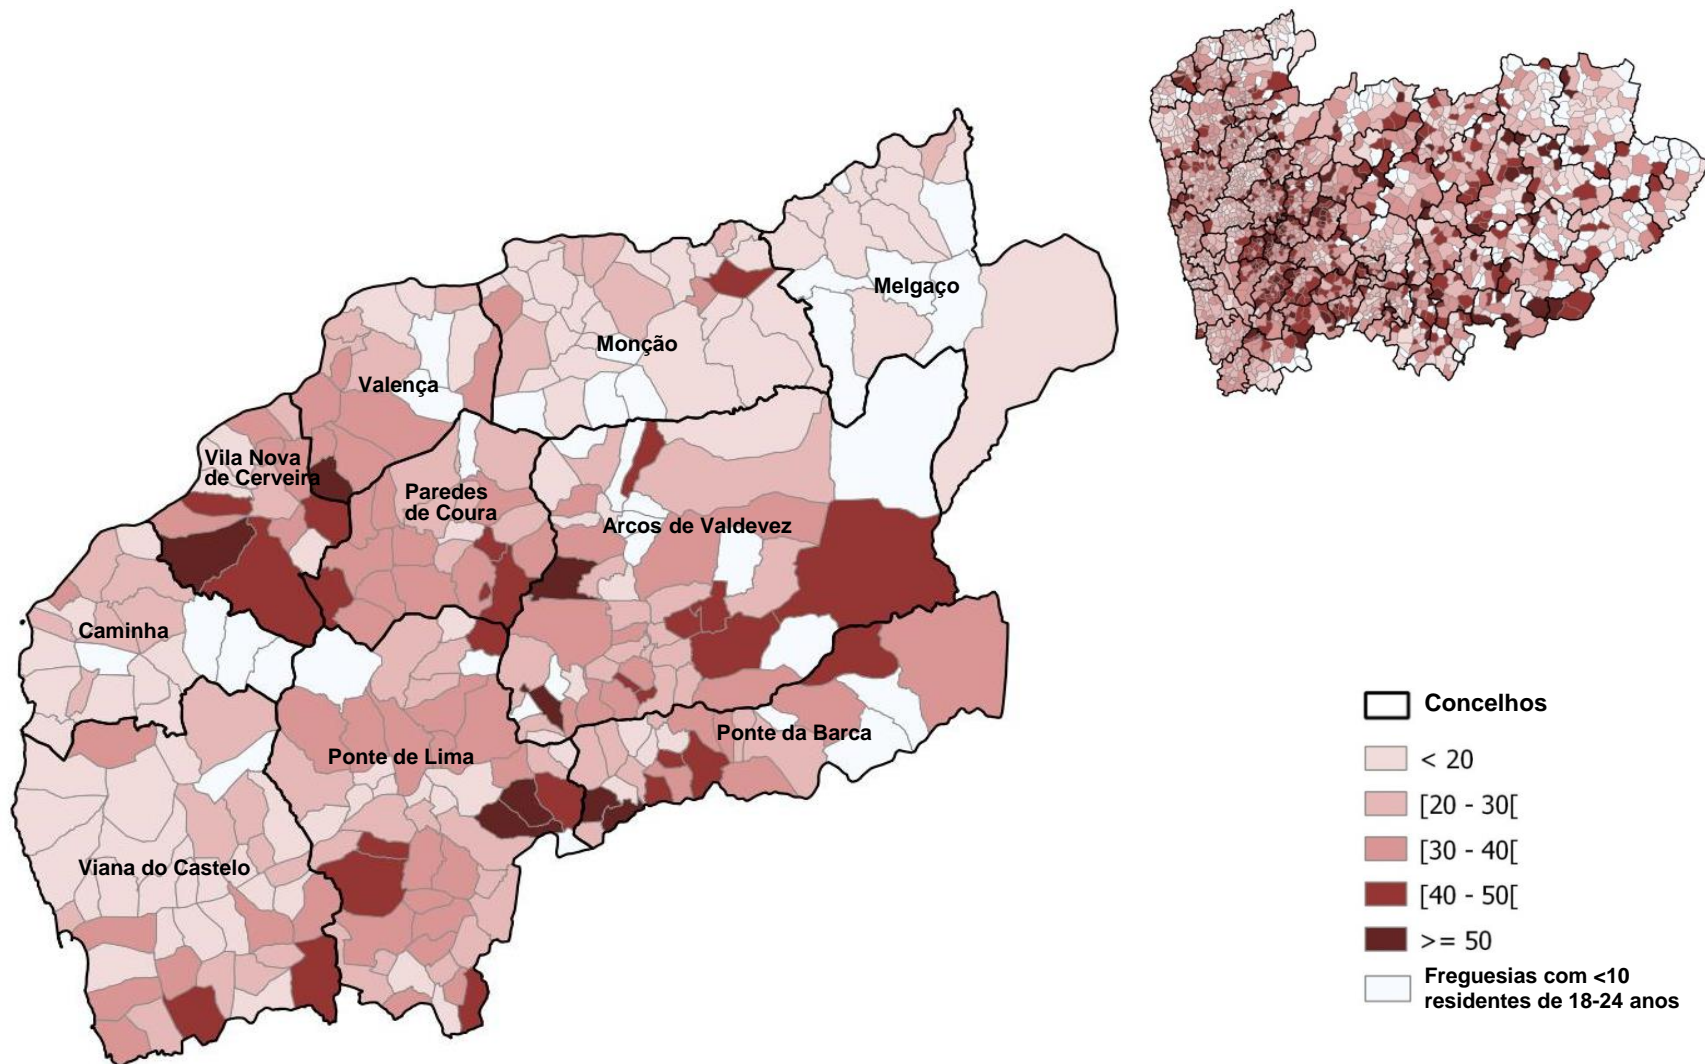 Melgaço
Monção
Valença
Vila Nova
de Cerveira
Paredes
de Coura
Arcos de Valdevez
Caminha
Ponte da Barca
Ponte de Lima
Viana do Castelo
Concelhos
< 20
[20 - 30[
[30 - 40[
[40 - 50[
>= 50
Freguesias com <10
residentes de 18-24 anos